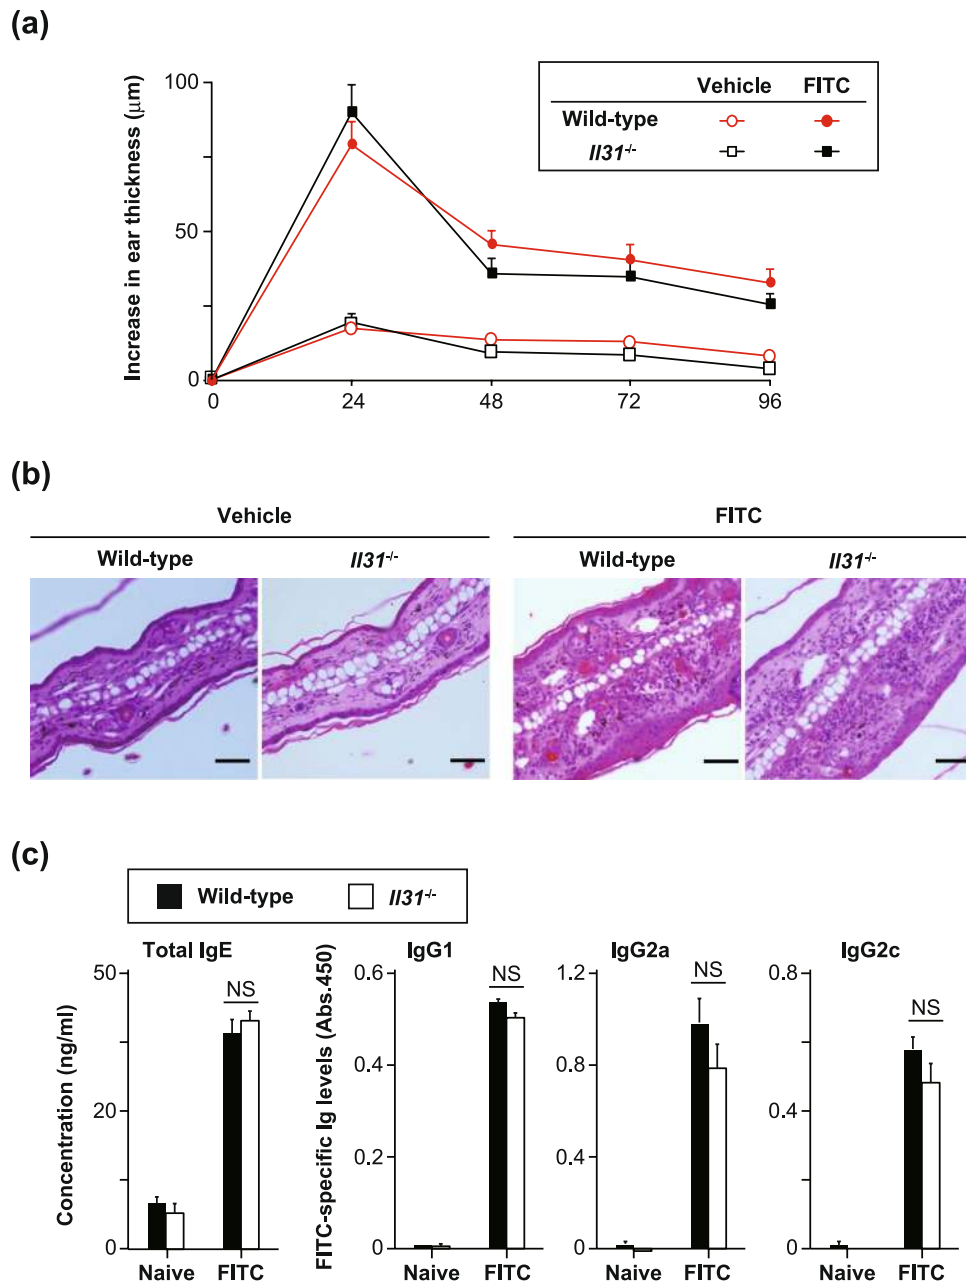 (a)
Increase in ear thickness (μm)
100
50
0
0 24 48 72 96
Vehicle FITC
Wild-type
Il31-/-
(b)
Vehicle FITC
Wild-type Il31-/- Wild-type Il31-/-
(c)
Wild-type Il31-/-
Total IgE IgG1 IgG2a IgG2c
Concentration (ng/ml)
50
20
0
NS
Naive FITC
FITC-specific Ig levels (Abs.450)
0.6
0.2
0
NS
Naive FITC
1.2
0.8
0.4
0
NS
Naive FITC
0.8
0.4
0
NS
Naive FITC